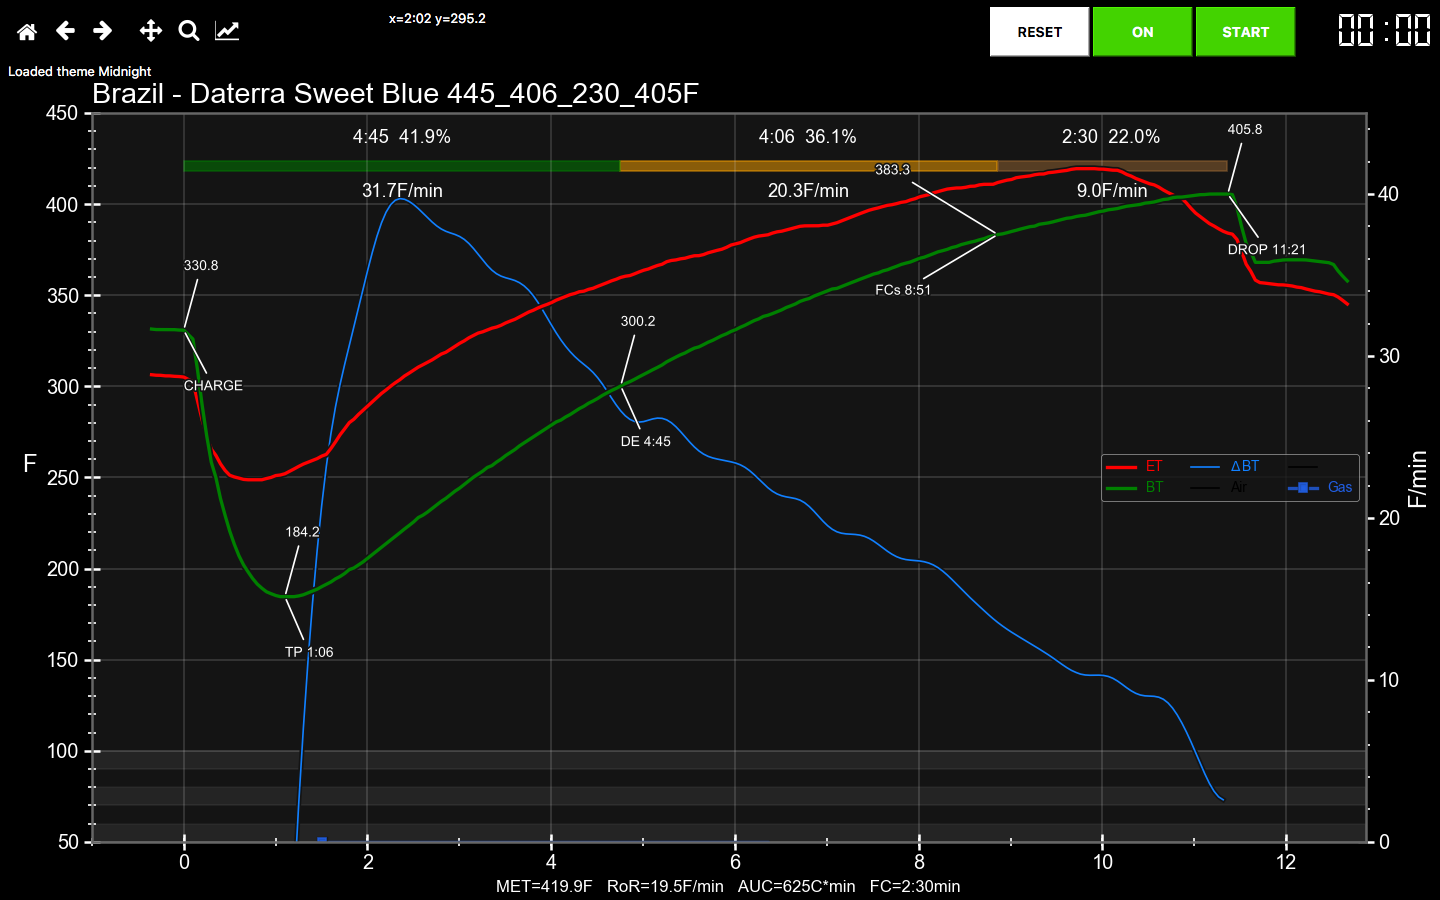 x=2:02 y=295.2
RESET
ON
START
00:00
Loaded theme Midnight
Brazil - Daterra Sweet Blue 445_406_230_405F
450
400
350
300
250
200
150
100
50
F
4:45 41.9%
4:06 36.1%
2:30 22.0%
31.7F/min
20.3F/min
9.0F/min
405.8
383.3
330.8
DROP 11:21
FCs 8:51
300.2
CHARGE
DE 4:45
184.2
TP 1:06
ET
ΔBT
BT
Air
Gas
40
30
20
10
0
F/min
0
2
4
6
8
10
12
MET=419.9F RoR=19.5F/min AUC=625C*min FC=2:30min